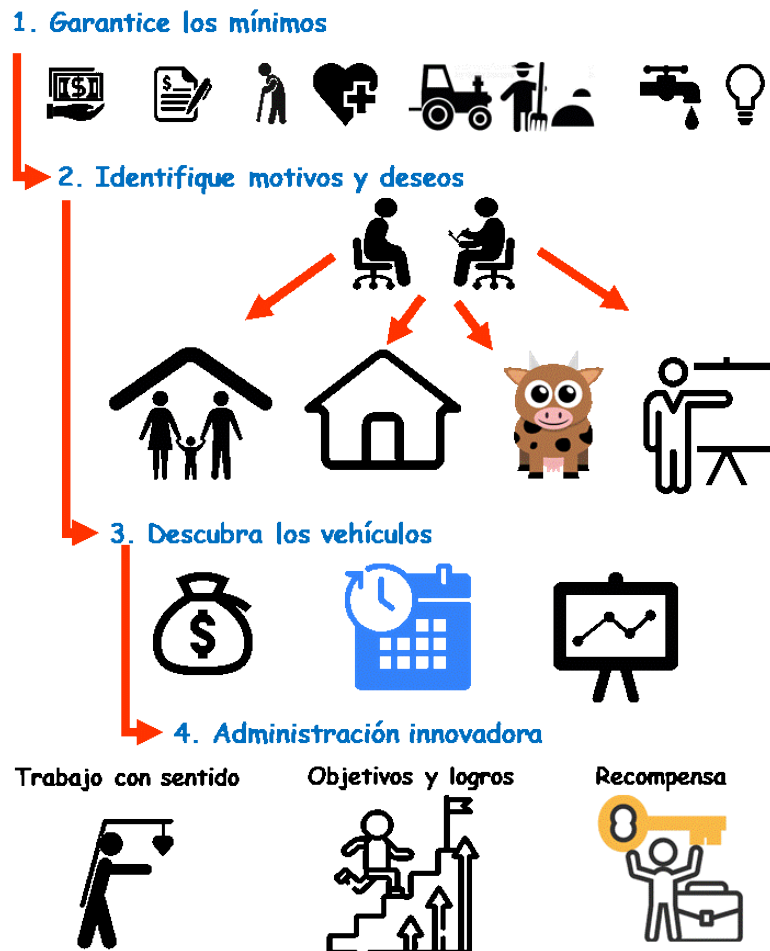 1. Garantice los mínimos
$
$
2. Identifique motivos y deseos
3. Descubra los vehículos
$
4. Administración innovadora
Trabajo con sentido
Objetivos y logros
Recompensa